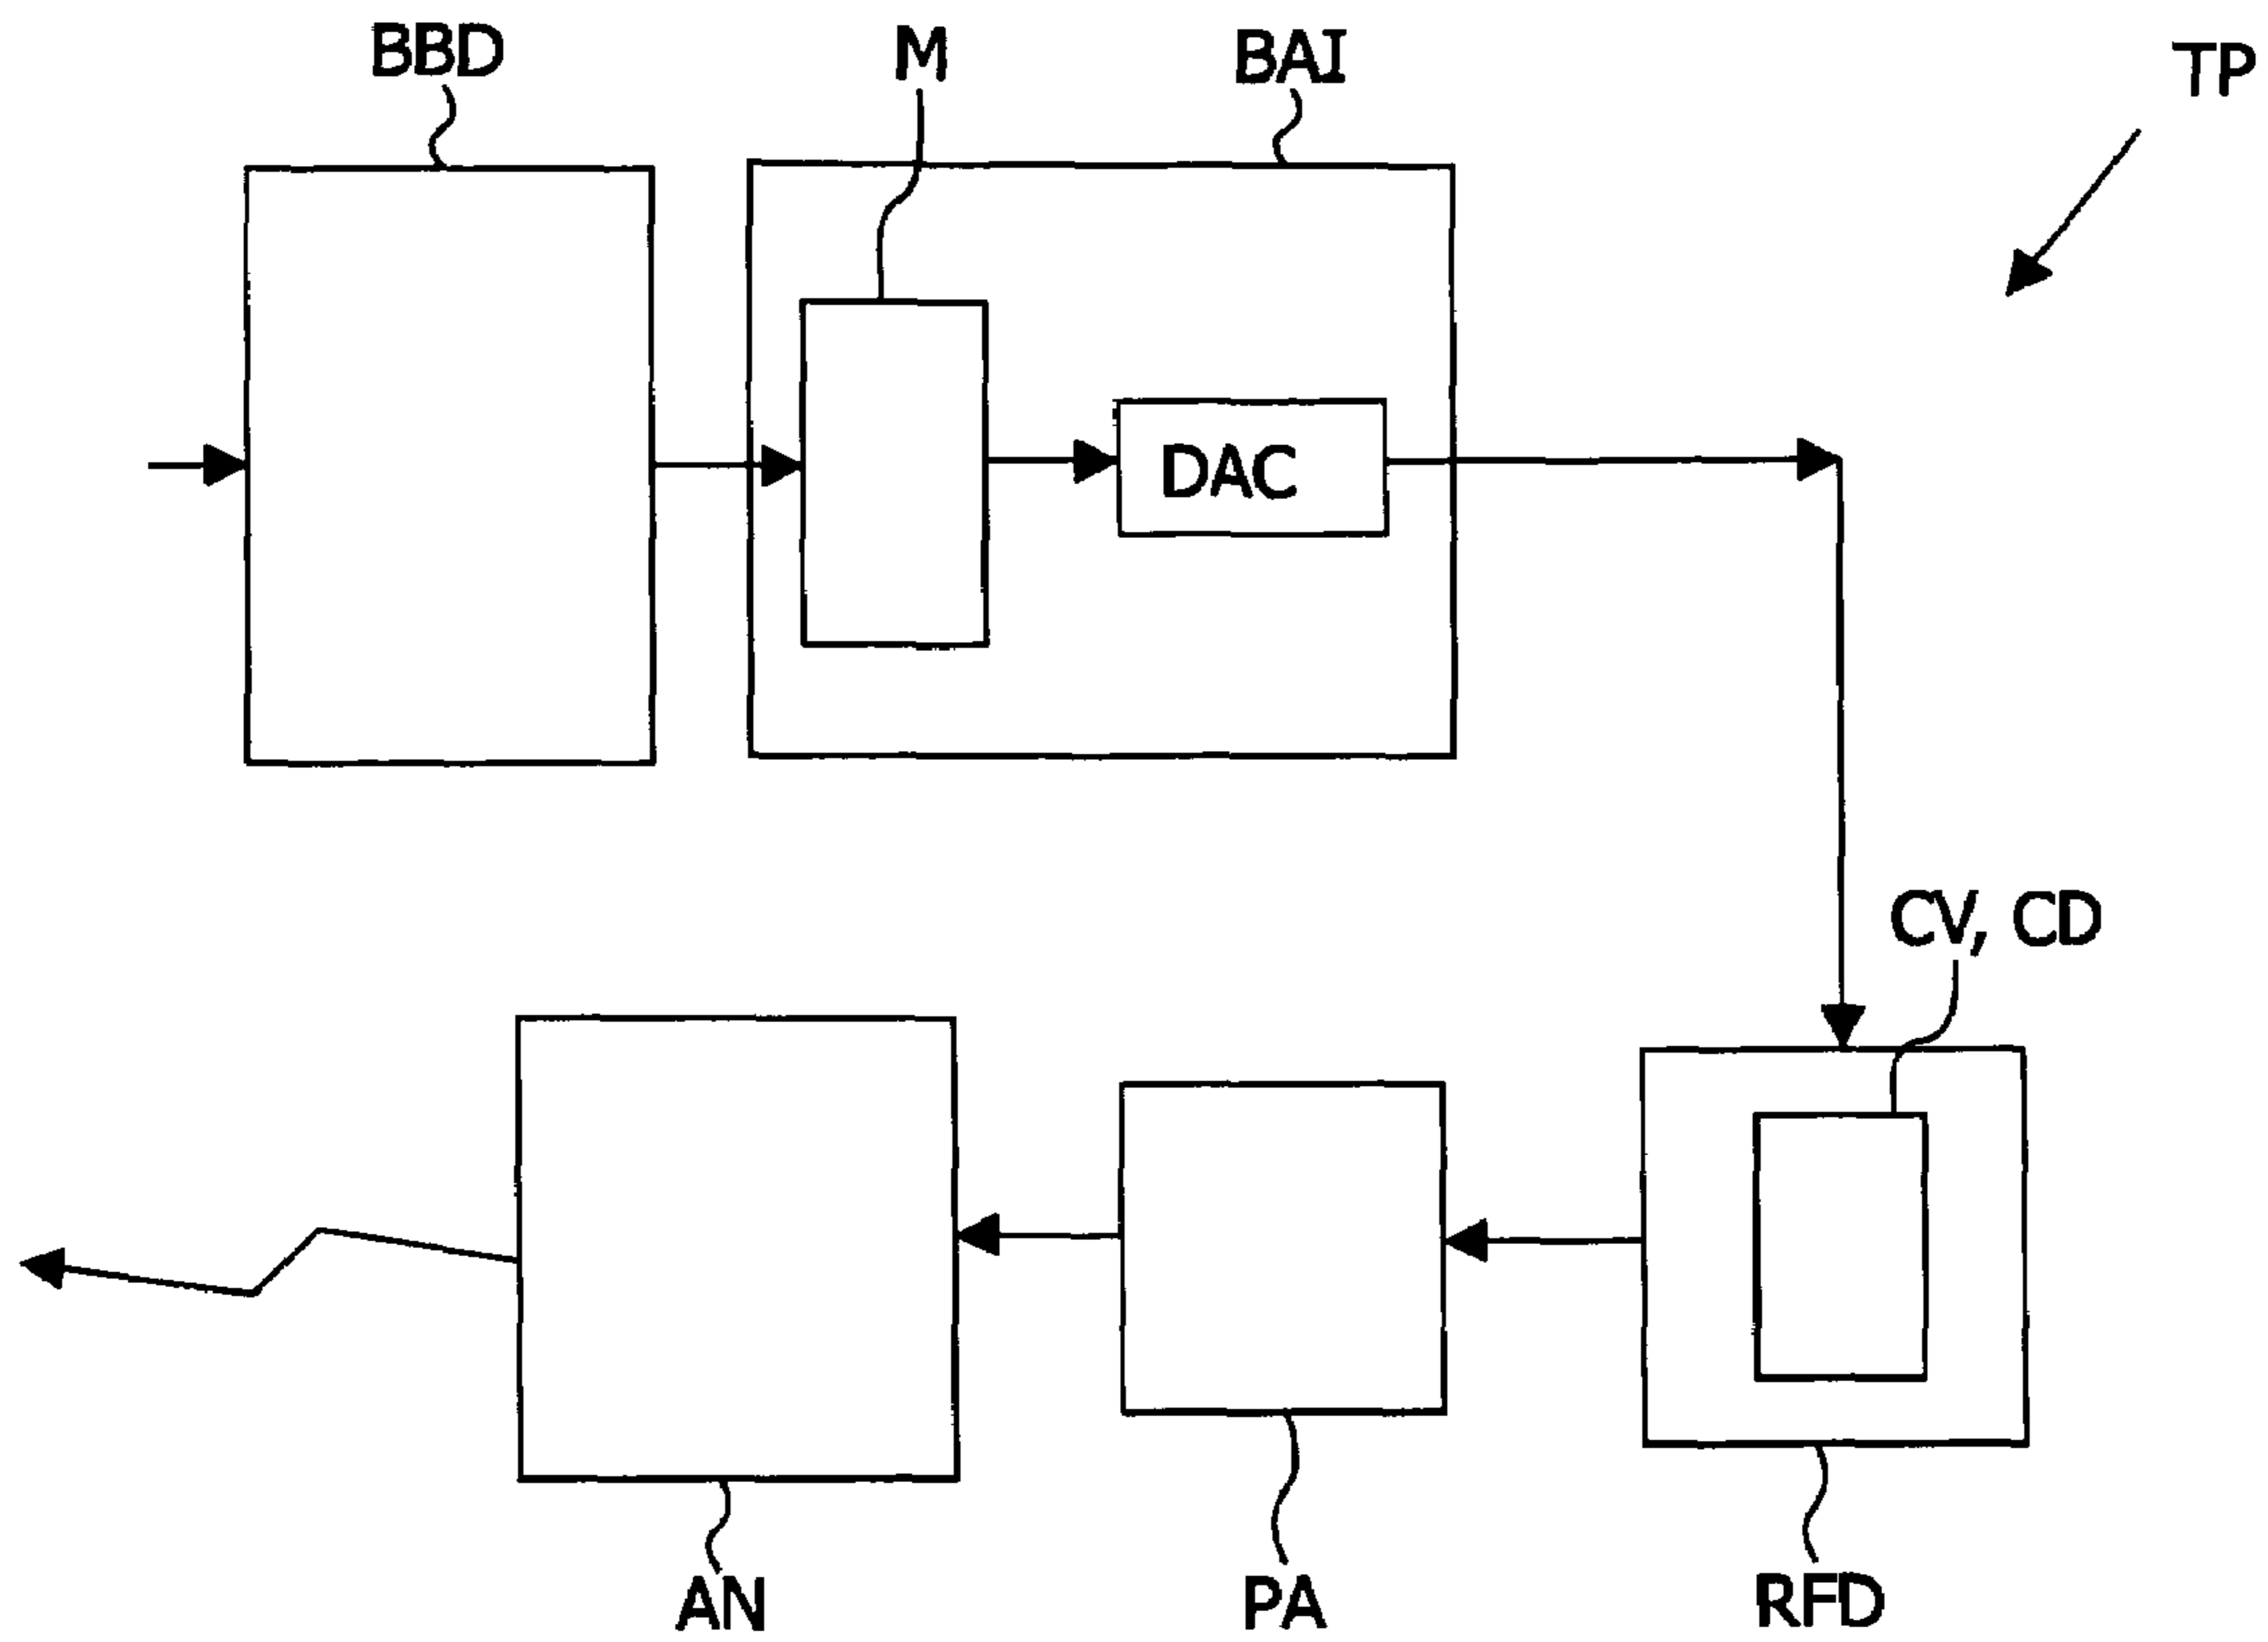 BBD
M
BAI
TP
DAC
CV, CD
AN
PA
RFD